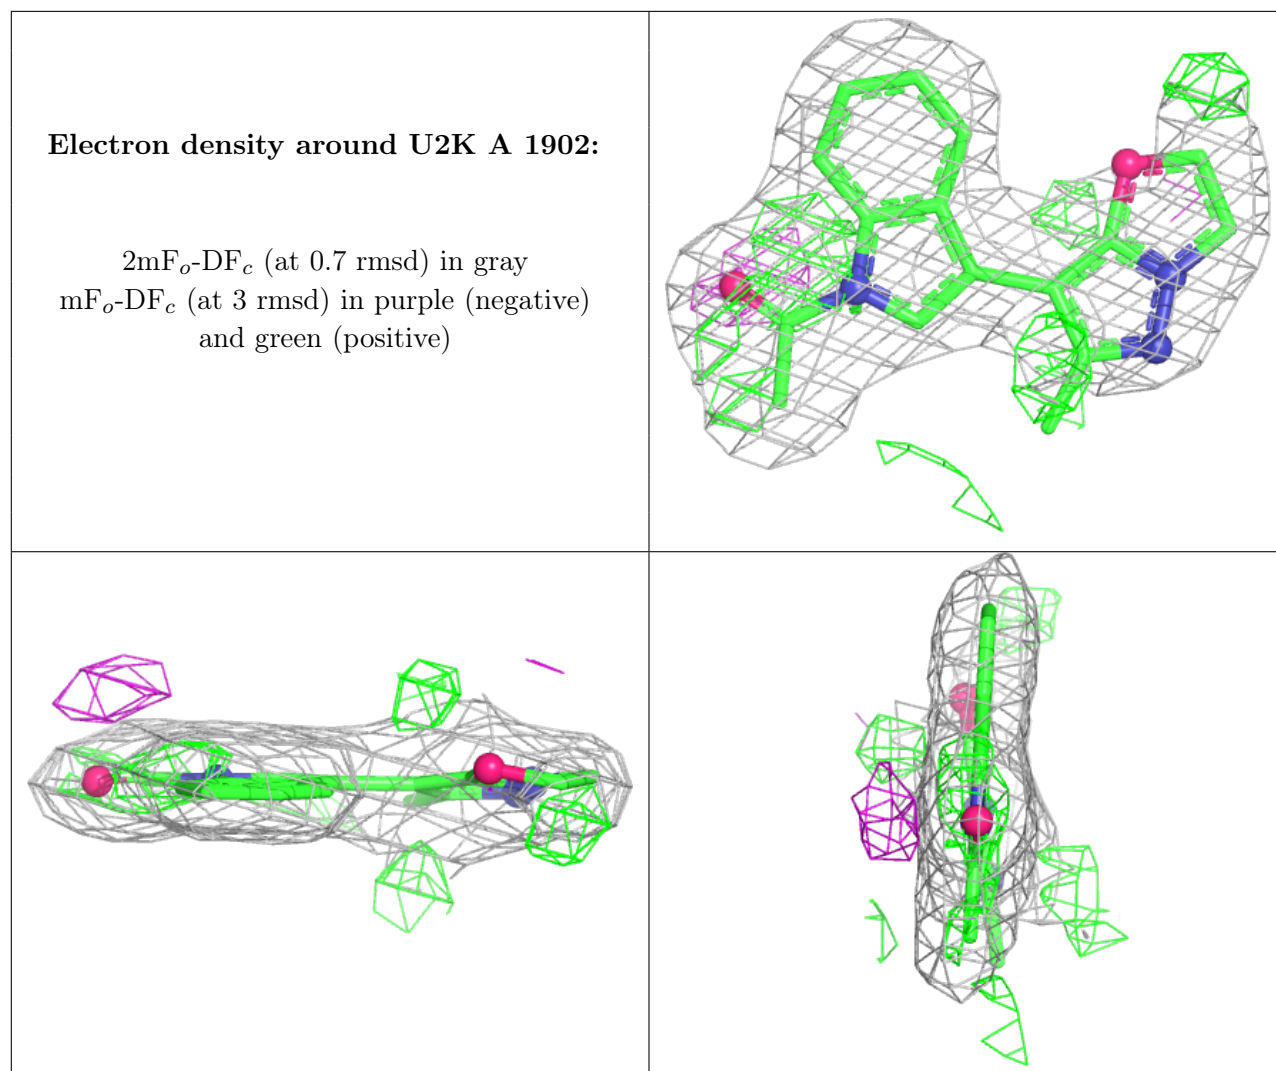 Electron density around U2K A 1902:
2mFo-DFc (at 0.7 rmsd) in gray
mFo-DFc (at 3 rmsd) in purple (negative)
and green (positive)